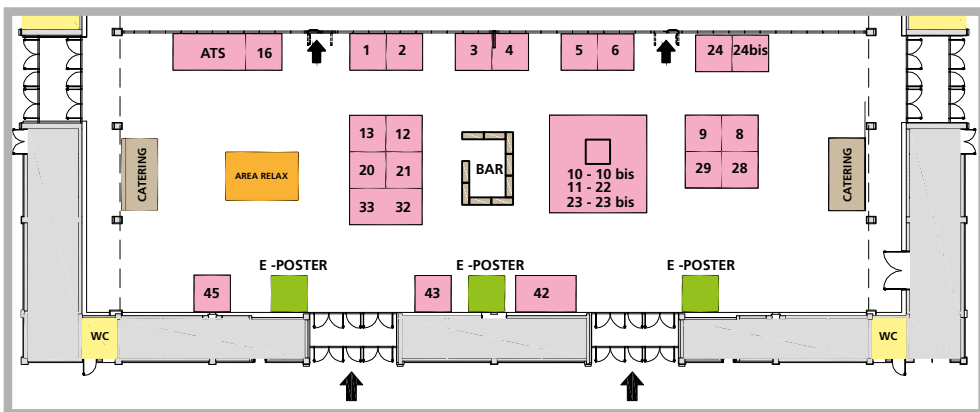 ATS 16 1 2 3 4 5 6 24 24bis
13 12 9 8
CATERING AREA RELAX 20 21 BAR 10 - 10 bis 29 28 CATERING
11 - 22
33 32 23 - 23 bis
E -POSTER E -POSTER E -POSTER
45 43 42
WC WC